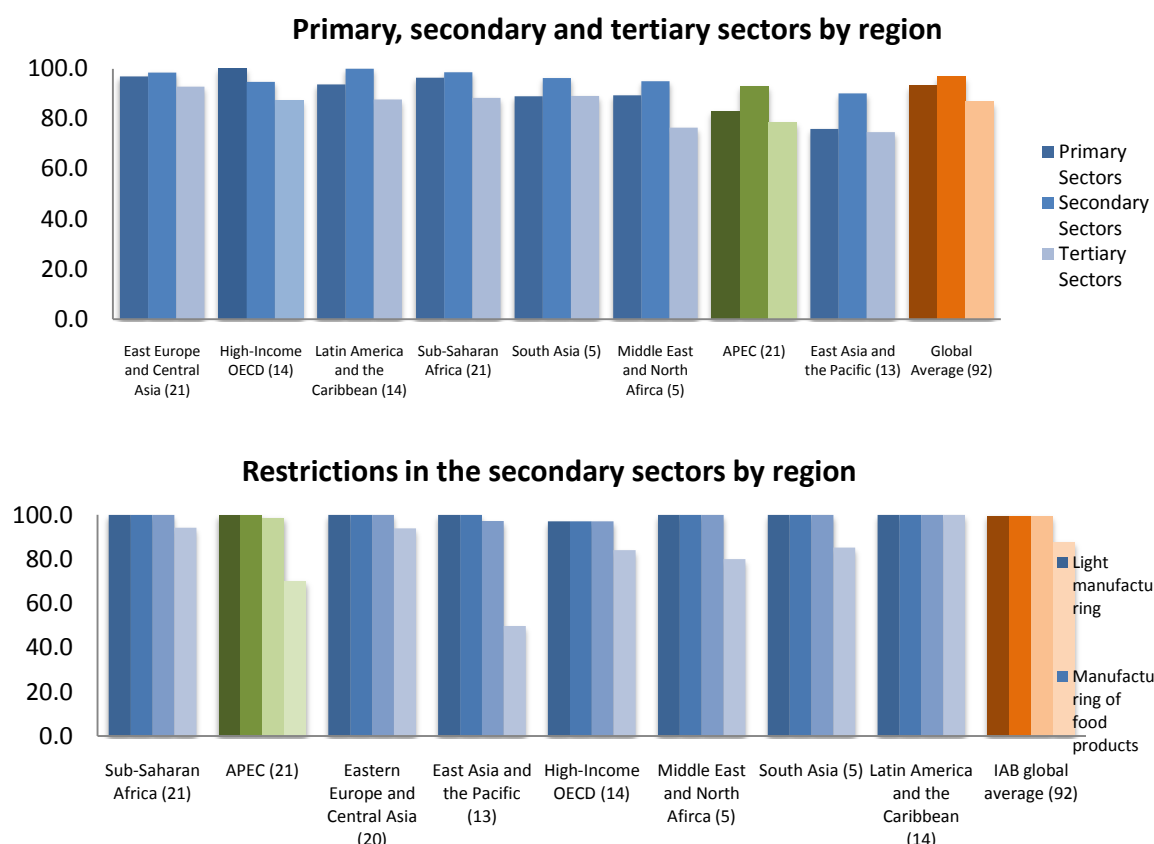 Primary, secondary and tertiary sectors by region
100.0
80.0
60.0
40.0
20.0
0.0
East Europe
and Central
Asia (21)
High-Income
OECD (14)
Latin America
and the
Caribbean (14)
Sub-Saharan
Africa (21)
South Asia (5)
Middle East
and North
Afirca (5)
APEC (21)
East Asia and
the Pacific (13)
Global
Average (92)
Primary
Sectors
Secondary
Sectors
Tertiary
Sectors
Restrictions in the secondary sectors by region
100.0
80.0
60.0
40.0
20.0
0.0
Sub-Saharan
Africa (21)
APEC (21)
Eastern
Europe and
Central Asia
(20)
East Asia and
the Pacific
(13)
High-Income
OECD (14)
Middle East
and North
Afirca (5)
South Asia (5)
Latin America
and the
Caribbean
(14)
IAB global
average (92)
Light
manufactu
ring
Manufactu
ring of
food
products